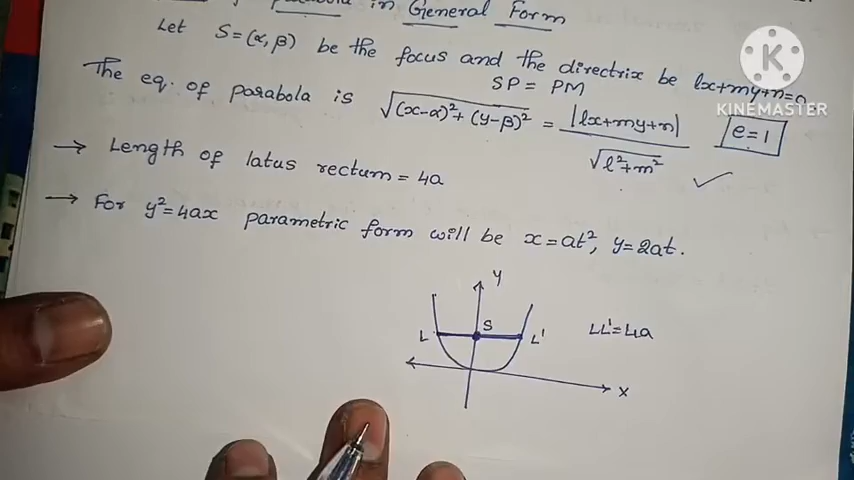 parabola in General Form
Let S=(α,β) be the focus and the directrix be lx+my+n=0
SP = PM
The eq. of parabola is √(x-α)²+(y-β)² = |lx+my+n| / √l²+m² e=1
→ Length of latus rectum = 4a
→ For y²=4ax parametric form will be x=at², y=2at.
y
S
L L' LL'=4a
x
K
KINEMASTER